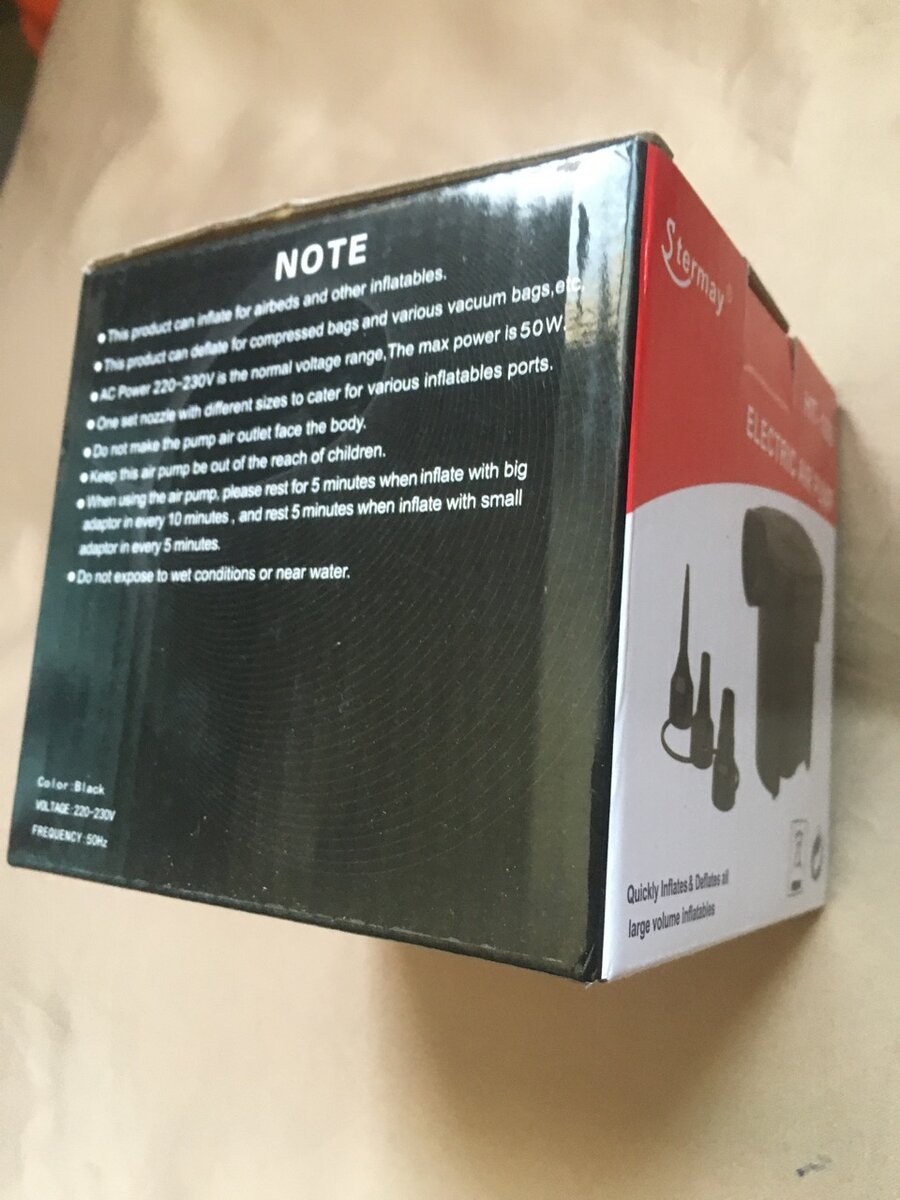 NOTE
•This product can inflate for airbeds and other inflatables.
•This product can deflate for compressed bags and various vacuum bags,etc,
•AC Power 220-230V is the normal voltage range,The max power is 50W.
•One set nozzle with different sizes to cater for various inflatables ports.
•Do not make the pump air outlet face the body.
•Keep this air pump be out of the reach of children.
•When using the air pump, please rest for 5 minutes when inflate with big
adaptor in every 10 minutes , and rest 5 minutes when inflate with small
adaptor in every 5 minutes.
•Do not expose to wet conditions or near water.
Color:Black
VOLTAGE:220-230V
FREQUENCY:50Hz
Stermay®
ELECTRIC AIR PUMP
Quickly Inflates& Deflates all
large volume inflatables